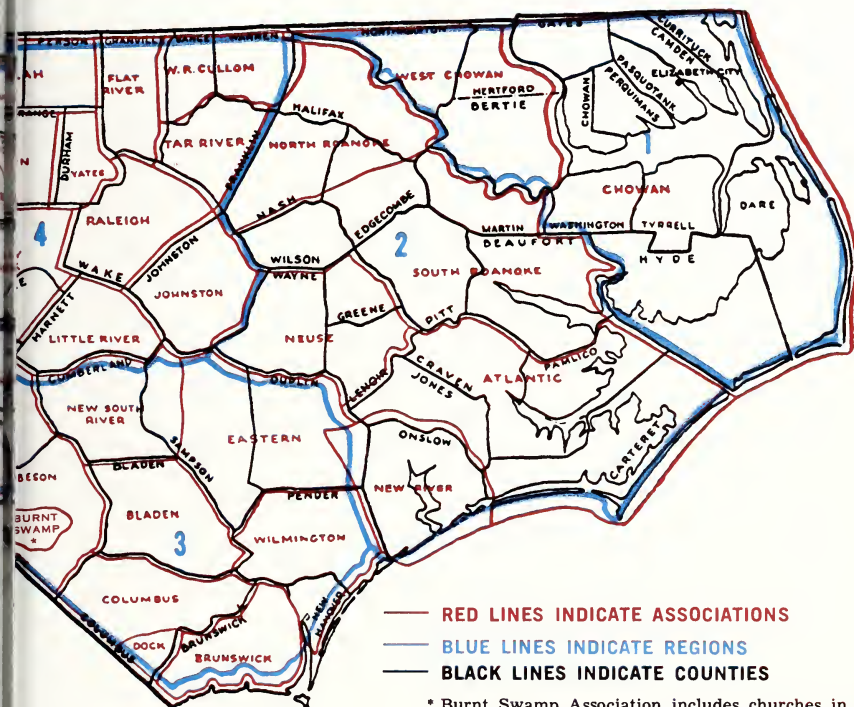 PERSON GRANVILLE VANCE WARREN NORTHAMPTON GATES
CURRITUCK
CAMDEN
PASQUOTANK
PERQUIMANS
ELIZABETH CITY
CHOWAN
FLAT
RIVER
W.R. CULLOM
WEST CHOWAN
HERTFORD
BERTIE
1
HALIFAX
DURHAM
YATES
TAR RIVER
FRANKLIN
NORTH ROANOKE
CHOWAN
DARE
NASH
EDGECOMBE
RALEIGH
4
MARTIN
WASHINGTON
TYRRELL
BEAUFORT
HYDE
2
WILSON
WAYNE
SOUTH ROANOKE
WAKE
JOHNSTON
JOHNSTON
HARNETT
GREENE
PITT
LITTLE RIVER
NEUSE
PAMLICO
CUMBERLAND
DUPLIN
LENOIR
CRAVEN
JONES
ATLANTIC
NEW SOUTH
RIVER
EASTERN
SAMPSON
ONSLOW
CARTERET
BLADEN
PENDER
NEW RIVER
BESON
BURNT
SWAMP
*
BLADEN
3
WILMINGTON
COLUMBUS
NEW
HANOVER
COLUMBUS
DOCK
BRUNSWICK
BRUNSWICK
RED LINES INDICATE ASSOCIATIONS
BLUE LINES INDICATE REGIONS
BLACK LINES INDICATE COUNTIES
* Burnt Swamp Association includes churches in